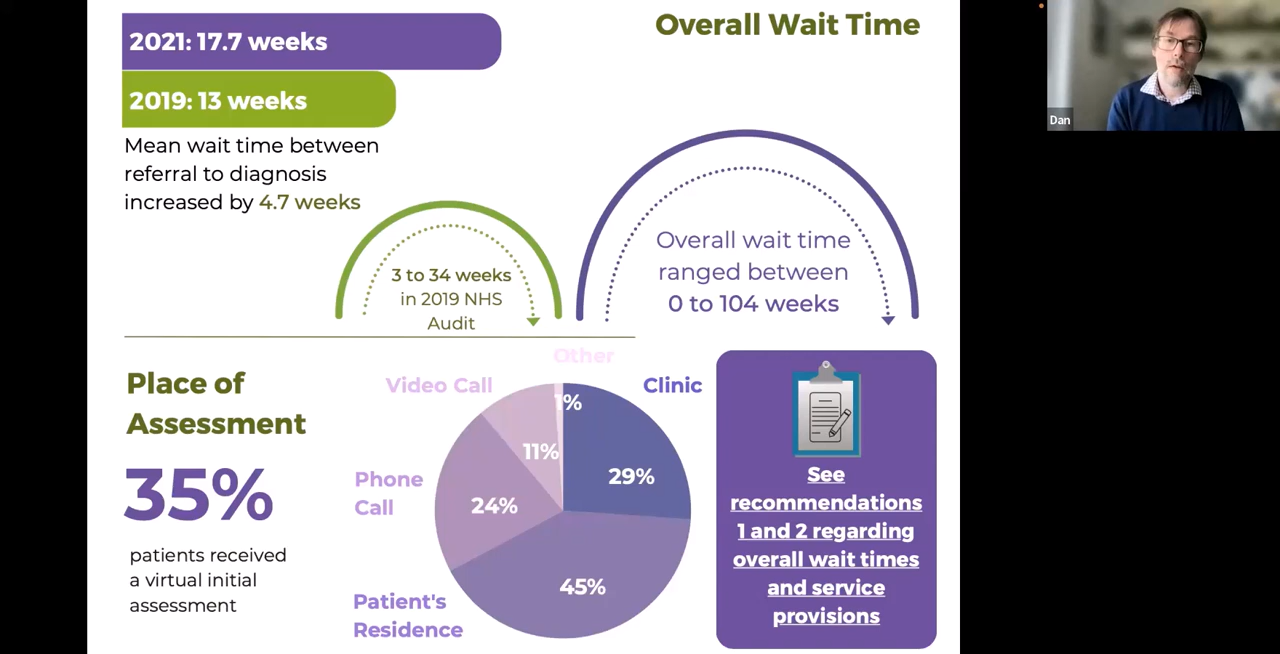 2021: 17.7 weeks
2019: 13 weeks
Mean wait time between
referral to diagnosis
increased by 4.7 weeks
Overall Wait Time
3 to 34 weeks
in 2019 NHS
Audit
Overall wait time
ranged between
0 to 104 weeks
Place of
Assessment
35%
patients received
a virtual initial
assessment
Other
Video Call
Clinic
1%
11%
29%
Phone
Call
24%
45%
Patient's
Residence
See
recommendations
1 and 2 regarding
overall wait times
and service
provisions
Dan